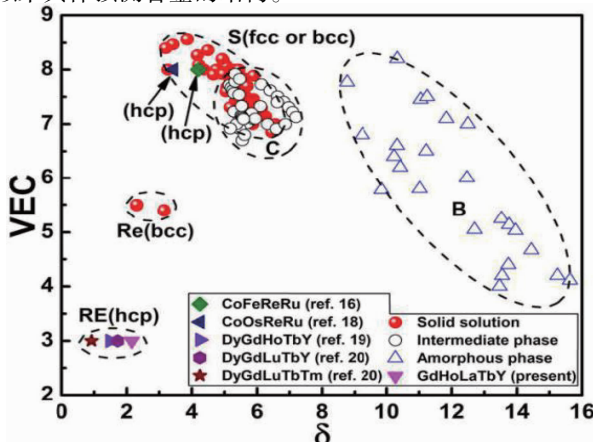 8
7
6
5
4
3
2
VEC
S(fcc or bcc)
(hcp)
(hcp)
C
B
Re(bcc)
RE(hcp)
CoFeReRu (ref. 16)
CoOsReRu (ref. 18)
DyGdHoTbY (ref. 19)
DyGdLuTbY (ref. 20)
DyGdLuTbTm (ref. 20)
Solid solution
Intermediate phase
Amorphous phase
GdHoLaTbY (present)
0 2 4 6 8 10 12 14 16
δ